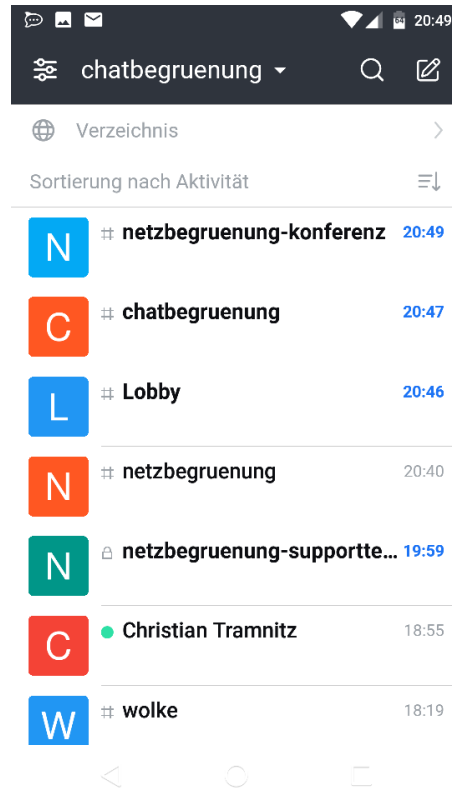 64 20:49
chatbegruenung
Verzeichnis
Sortierung nach Aktivität
N # netzbegruenung-konferenz 20:49
C # chatbegruenung 20:47
L # Lobby 20:46
N # netzbegruenung 20:40
N netzbegruenung-supportte... 19:59
C Christian Tramnitz 18:55
W # wolke 18:19